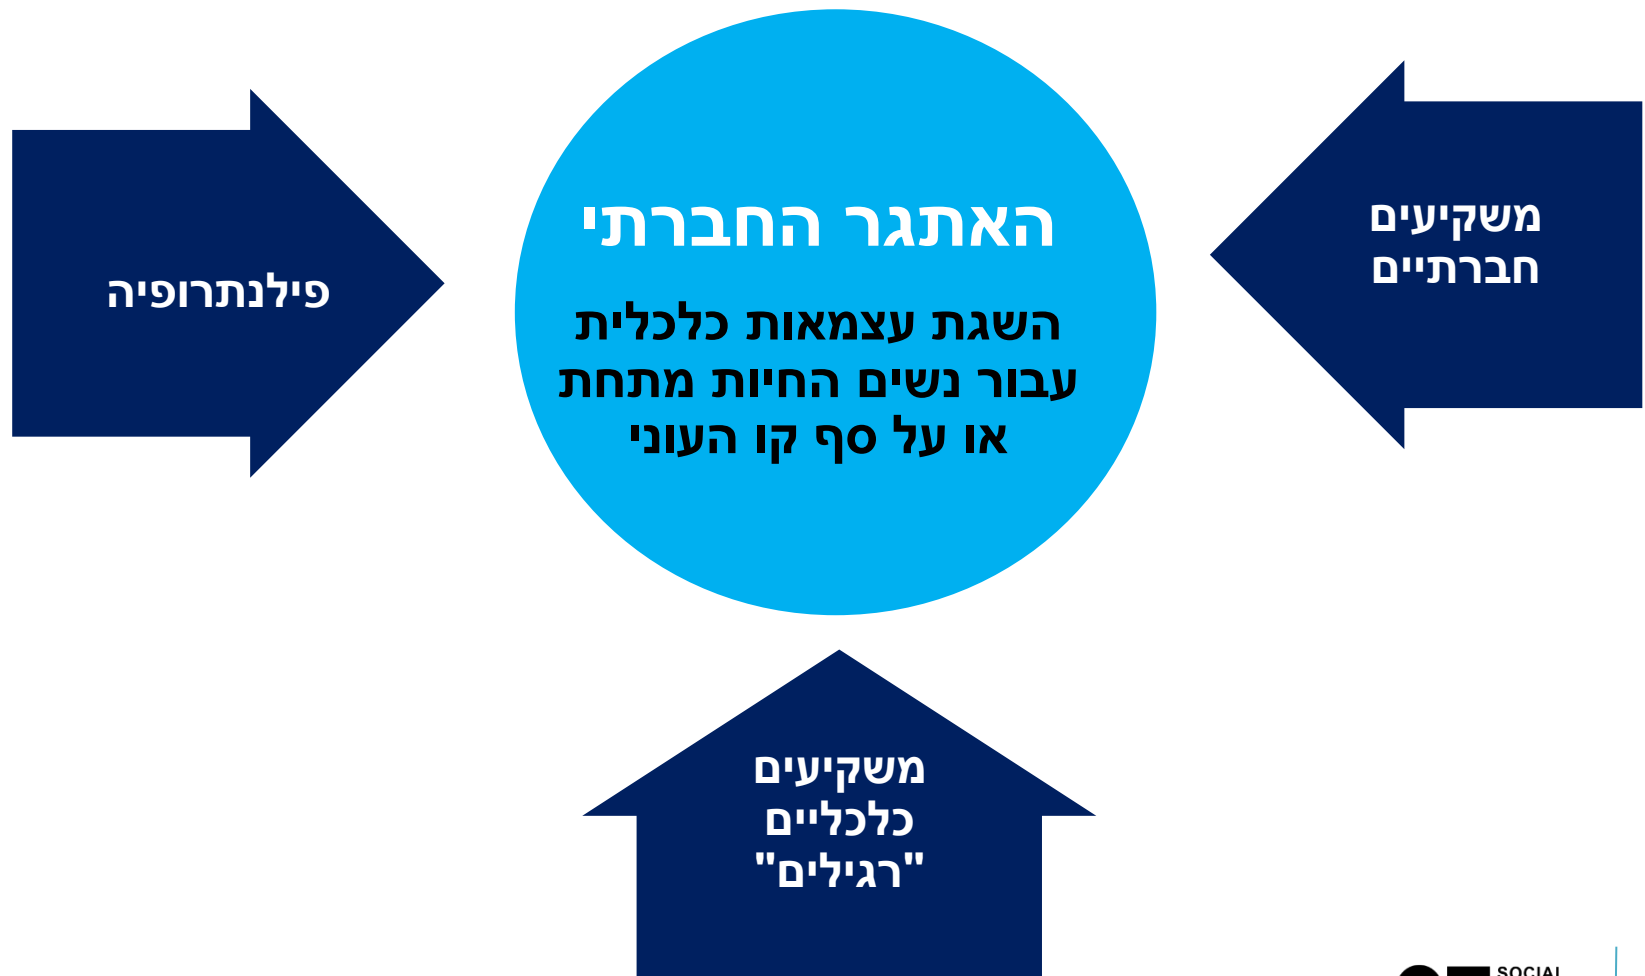 האתגר החברתי
השגת עצמאות כלכלית
עבור נשים החיות מתחת
או על סף קו העוני
משקיעים
חברתיים
פילנתרופיה
משקיעים
כלכליים
"רגילים"
SOCIAL